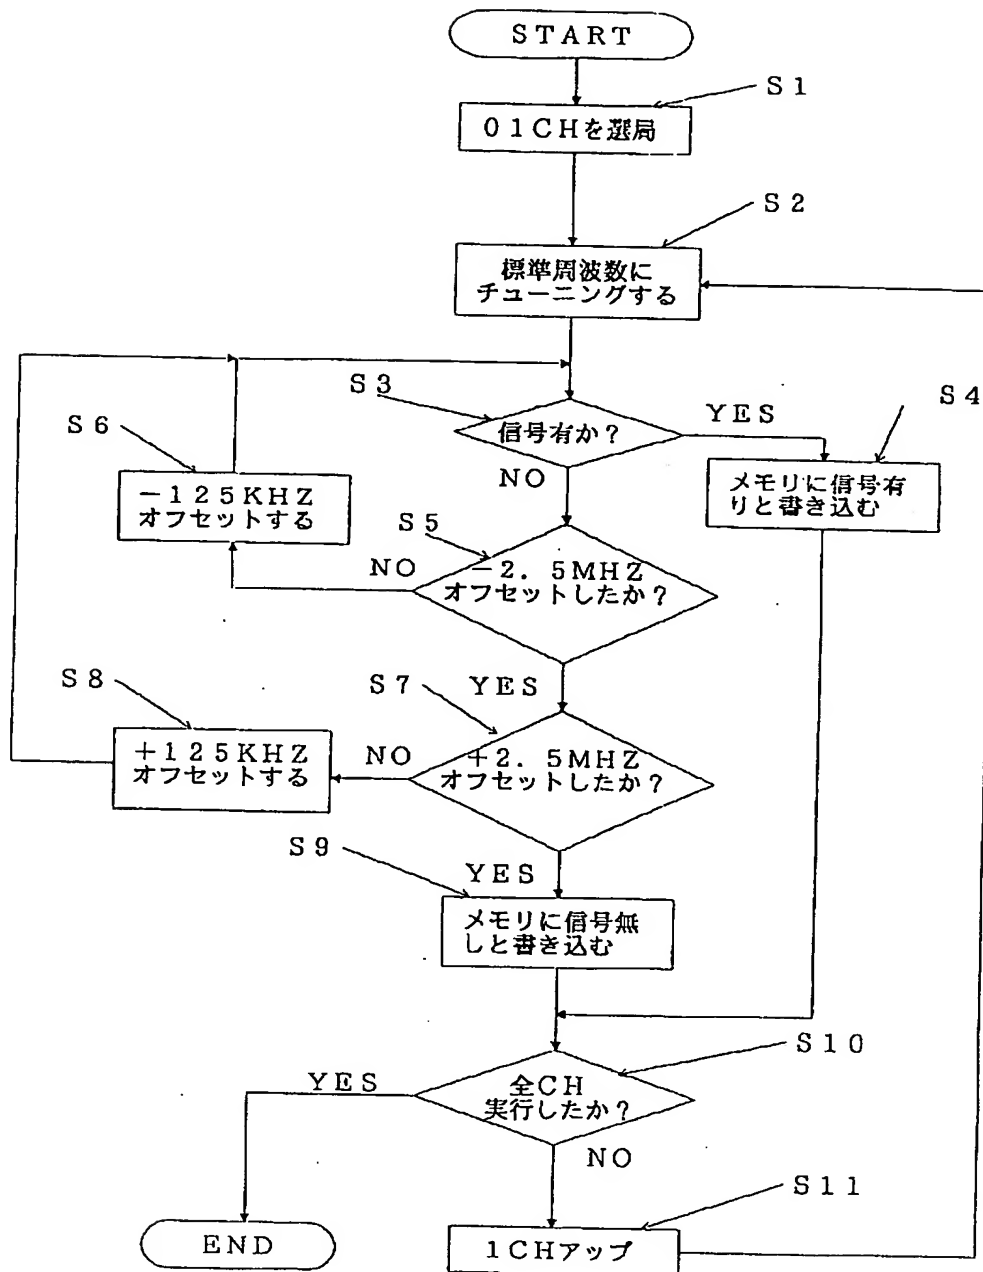 START
S1
01CHを選局
S2
標準周波数に
チューニングする
S3
信号有か?
YES
S4
メモリに信号有
りと書き込む
NO
S6
-125KHZ
オフセットする
S5
-2.5MHZ
オフセットしたか?
NO
YES
S8
+125KHZ
オフセットする
S7
+2.5MHZ
オフセットしたか?
NO
YES
S9
メモリに信号無
しと書き込む
S10
全CH
実行したか?
YES
NO
END
S11
1CHアップ